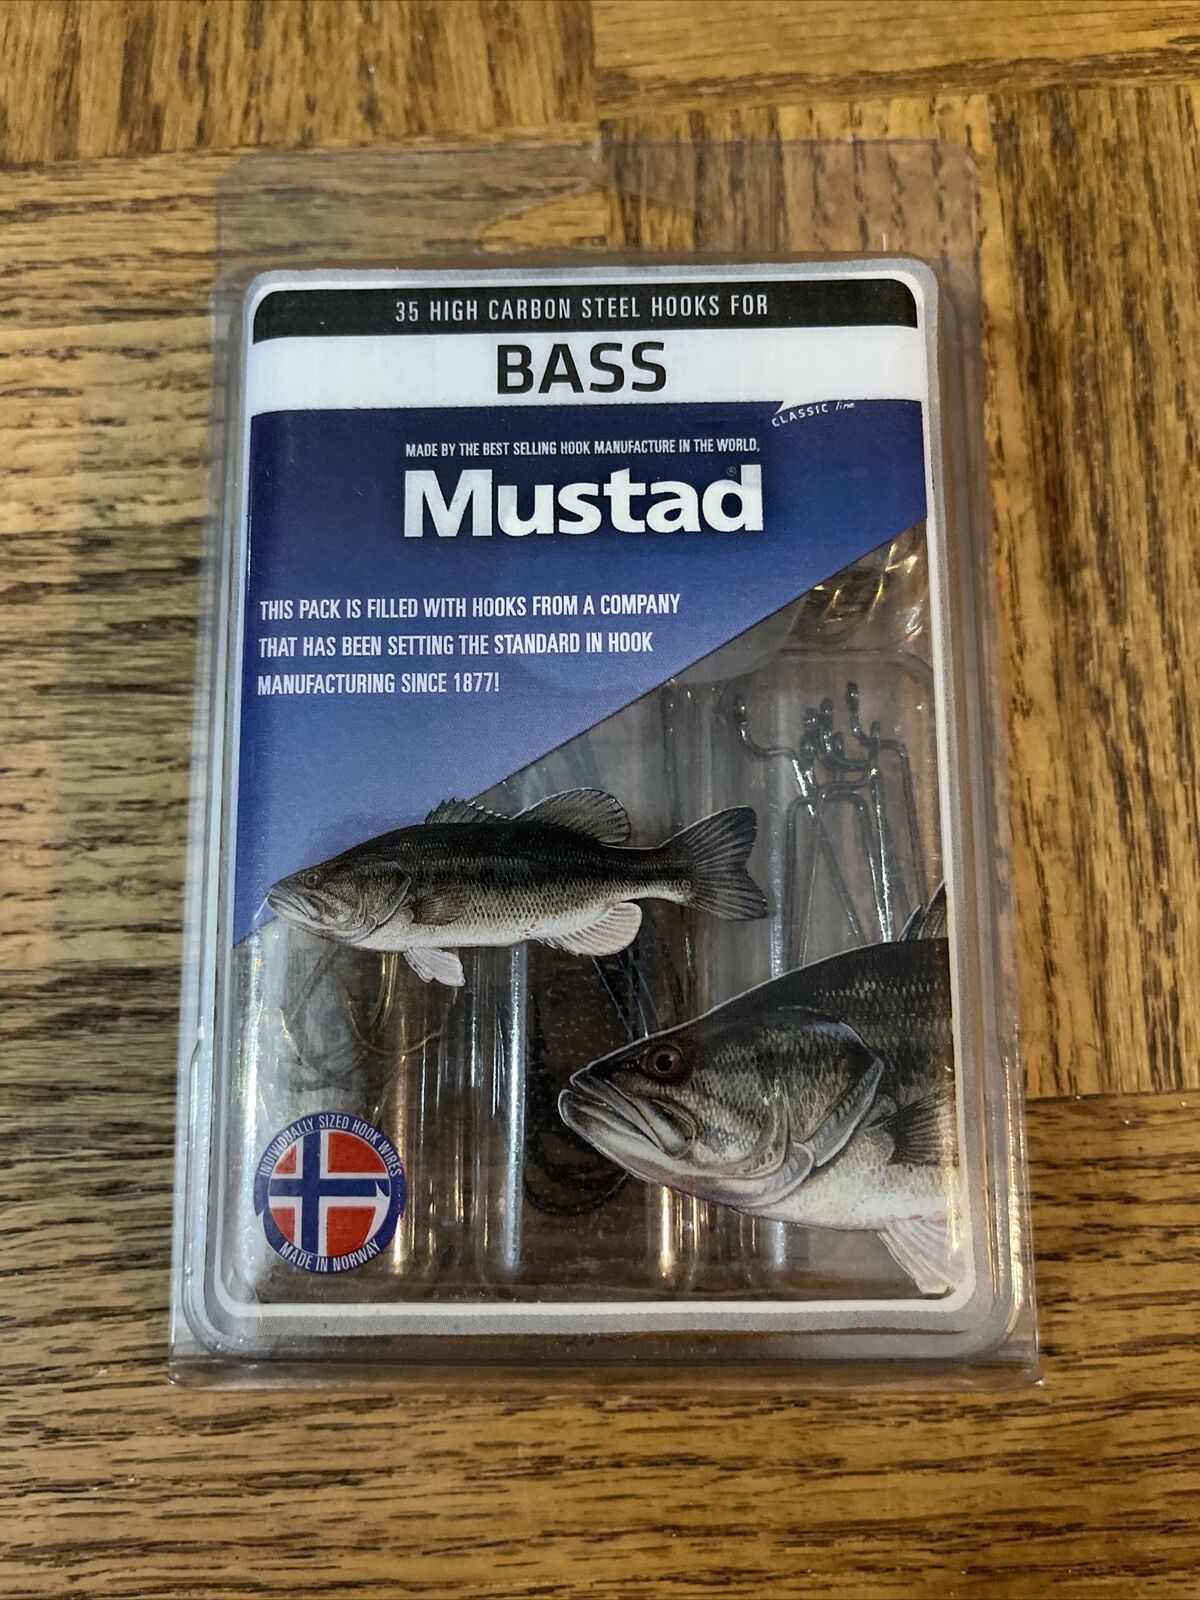 35 HIGH CARBON STEEL HOOKS FOR
BASS
CLASSIC line
MADE BY THE BEST SELLING HOOK MANUFACTURE IN THE WORLD.
Mustad®
THIS PACK IS FILLED WITH HOOKS FROM A COMPANY
THAT HAS BEEN SETTING THE STANDARD IN HOOK
MANUFACTURING SINCE 1877!
INDIVIDUALLY SIZED HOOK WIRES
MADE IN NORWAY